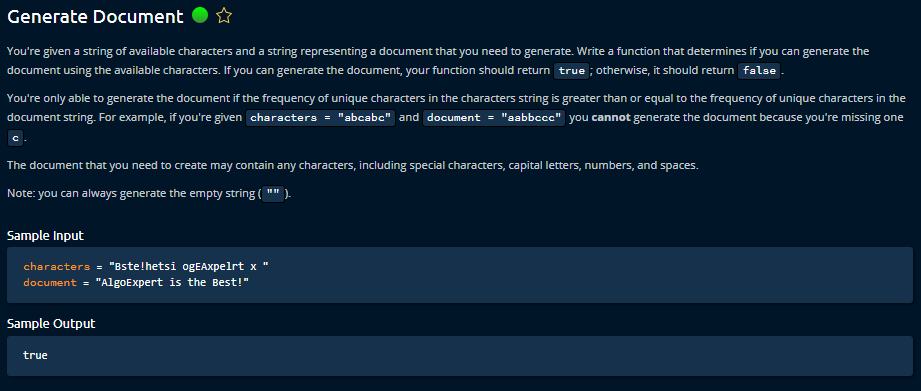 Generate Document
You're given a string of available characters and a string representing a document that you need to generate. Write a function that determines if you can generate the
document using the available characters. If you can generate the document, your function should return true ; otherwise, it should return false .
You're only able to generate the document if the frequency of unique characters in the characters string is greater than or equal to the frequency of unique characters in the
document string. For example, if you're given characters = "abcabc" and document = "aabbccc" you cannot generate the document because you're missing one
c .
The document that you need to create may contain any characters, including special characters, capital letters, numbers, and spaces.
Note: you can always generate the empty string ( "" ).
Sample Input
characters = "Bste!hetsi ogEAxpelrt x "
document = "AlgoExpert is the Best!"
Sample Output
true